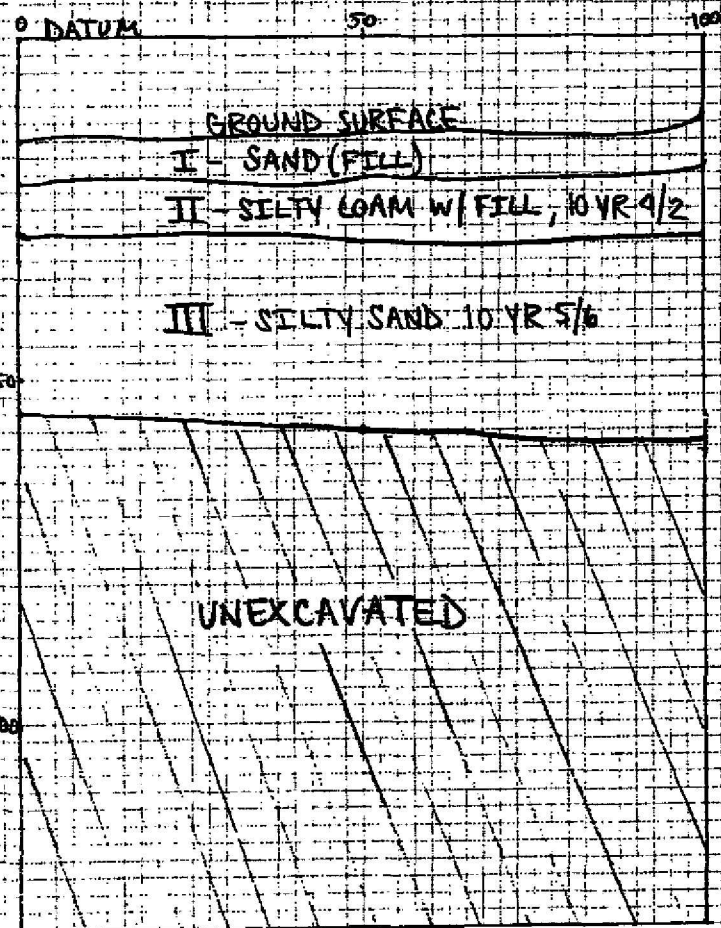 0 DATUM 50 100
GROUND SURFACE
I - SAND (FILL)
II - SILTY LOAM W/ FILL, 10 YR 4/2
III - SILTY SAND 10 YR 5/6
50
UNEXCAVATED
100